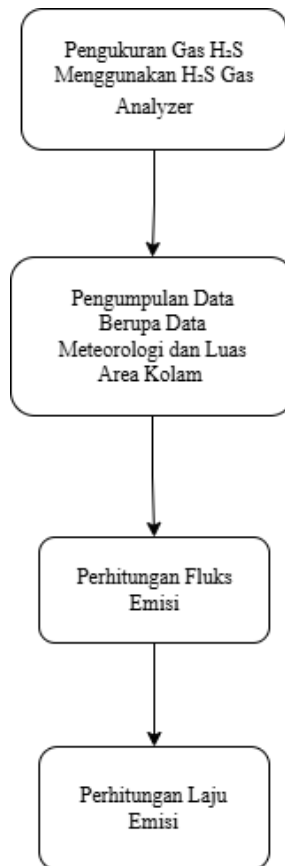 Pengukuran Gas H₂S
Menggunakan H₂S Gas
Analyzer
Pengumpulan Data
Berupa Data
Meteorologi dan Luas
Area Kolam
Perhitungan Fluks
Emisi
Perhitungan Laju
Emisi